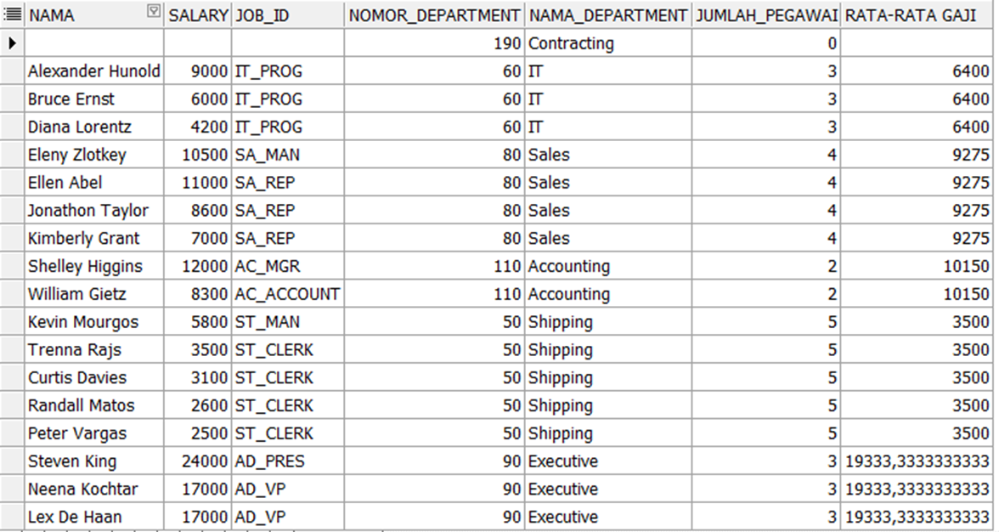 NAMA SALARY JOB_ID NOMOR_DEPARTMENT NAMA_DEPARTMENT JUMLAH_PEGAWAI RATA-RATA GAJI
190 Contracting 0
Alexander Hunold 9000 IT_PROG 60 IT 3 6400
Bruce Ernst 6000 IT_PROG 60 IT 3 6400
Diana Lorentz 4200 IT_PROG 60 IT 3 6400
Eleny Zlotkey 10500 SA_MAN 80 Sales 4 9275
Ellen Abel 11000 SA_REP 80 Sales 4 9275
Jonathon Taylor 8600 SA_REP 80 Sales 4 9275
Kimberly Grant 7000 SA_REP 80 Sales 4 9275
Shelley Higgins 12000 AC_MGR 110 Accounting 2 10150
William Gietz 8300 AC_ACCOUNT 110 Accounting 2 10150
Kevin Mourgos 5800 ST_MAN 50 Shipping 5 3500
Trenna Rajs 3500 ST_CLERK 50 Shipping 5 3500
Curtis Davies 3100 ST_CLERK 50 Shipping 5 3500
Randall Matos 2600 ST_CLERK 50 Shipping 5 3500
Peter Vargas 2500 ST_CLERK 50 Shipping 5 3500
Steven King 24000 AD_PRES 90 Executive 3 19333,3333333333
Neena Kochtar 17000 AD_VP 90 Executive 3 19333,3333333333
Lex De Haan 17000 AD_VP 90 Executive 3 19333,3333333333